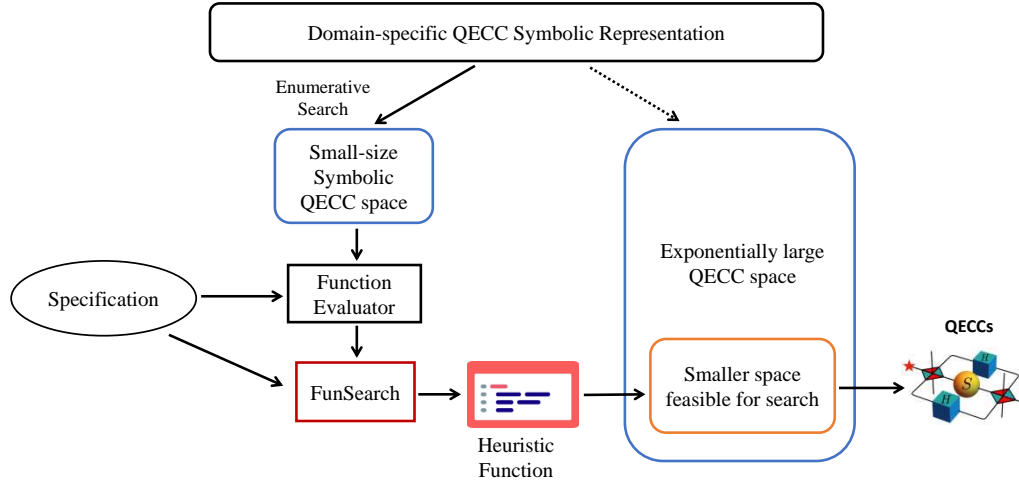 Domain-specific QECC Symbolic Representation
Enumerative
Search
Small-size
Symbolic
QECC space
Exponentially large
QECC space
Specification
Function
Evaluator
QECCs
FunSearch
Smaller space
feasible for search
H
S
H
Heuristic
Function